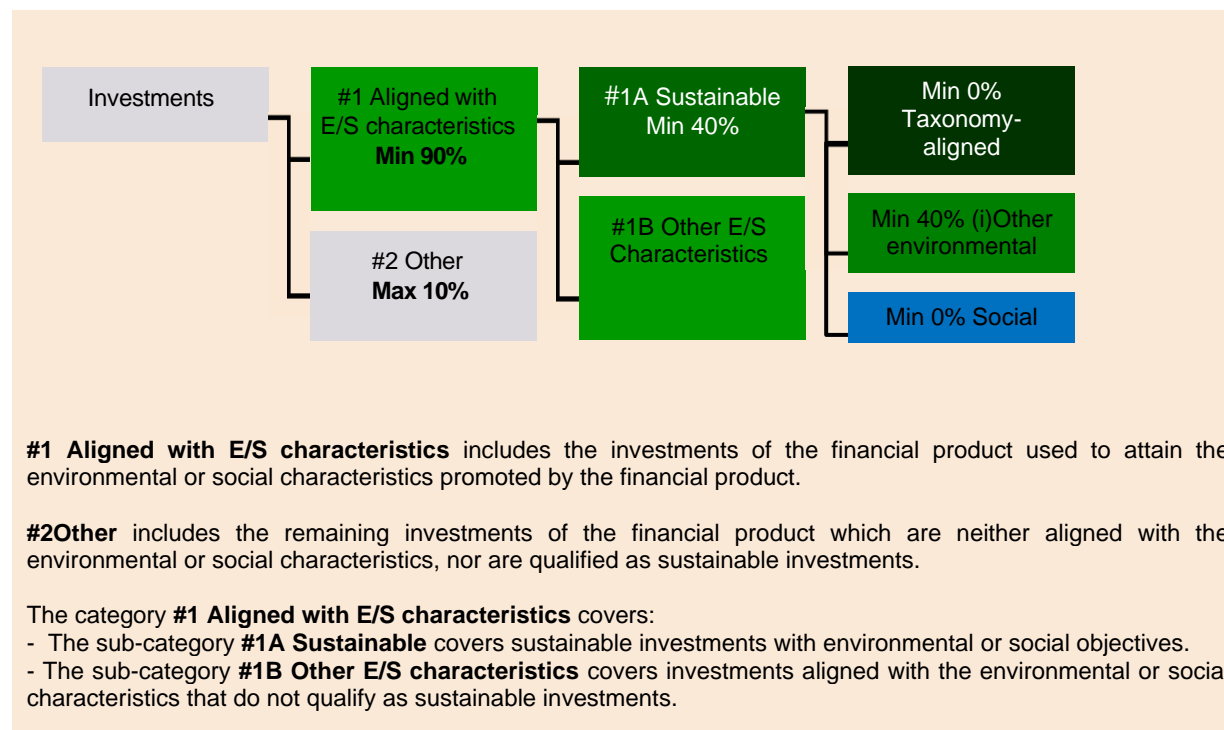 Investments
#1 Aligned with
E/S characteristics
Min 90%
#2 Other
Max 10%
#1A Sustainable
Min 40%
#1B Other E/S
Characteristics
Min 0%
Taxonomy-
aligned
Min 40% (i)Other
environmental
Min 0% Social
#1 Aligned with E/S characteristics includes the investments of the financial product used to attain the
environmental or social characteristics promoted by the financial product.
#2Other includes the remaining investments of the financial product which are neither aligned with the
environmental or social characteristics, nor are qualified as sustainable investments.
The category #1 Aligned with E/S characteristics covers:
- The sub-category #1A Sustainable covers sustainable investments with environmental or social objectives.
- The sub-category #1B Other E/S characteristics covers investments aligned with the environmental or social
characteristics that do not qualify as sustainable investments.